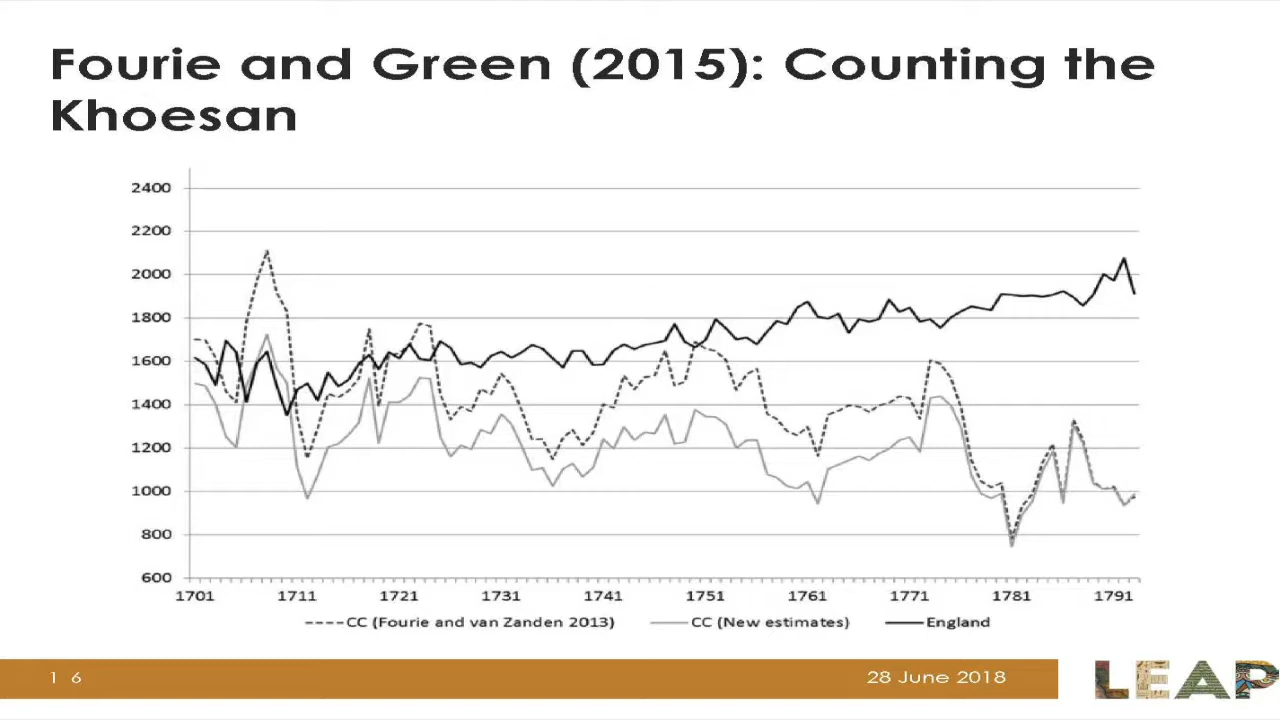 Fourie and Green (2015): Counting the
Khoesan
2400
2200
2000
1800
1600
1400
1200
1000
800
600
1701 1711 1721 1731 1741 1751 1761 1771 1781 1791
CC (Fourie and van Zanden 2013) CC (New estimates) England
1 6 28 June 2018 LEAP